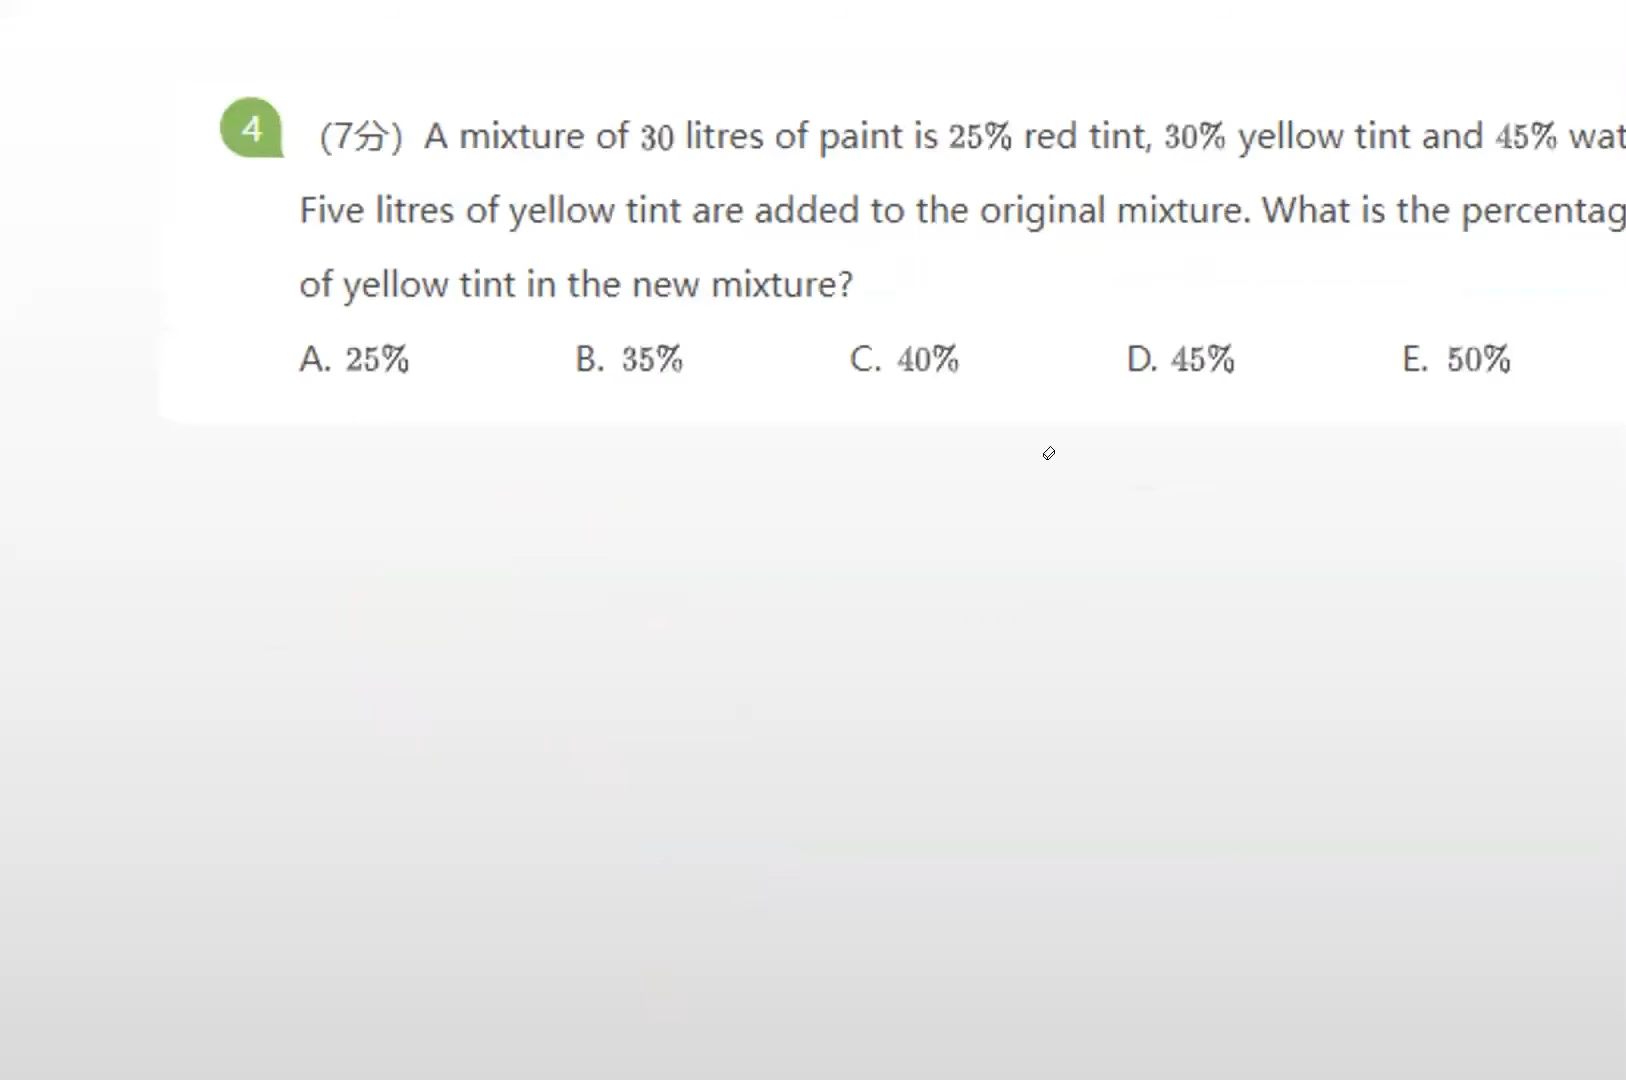 4 (7分) A mixture of 30 litres of paint is 25% red tint, 30% yellow tint and 45%
Five litres of yellow tint are added to the original mixture. What is the
of yellow tint in the new mixture?
A. 25% B. 35% C. 40% D. 45% E. 50%